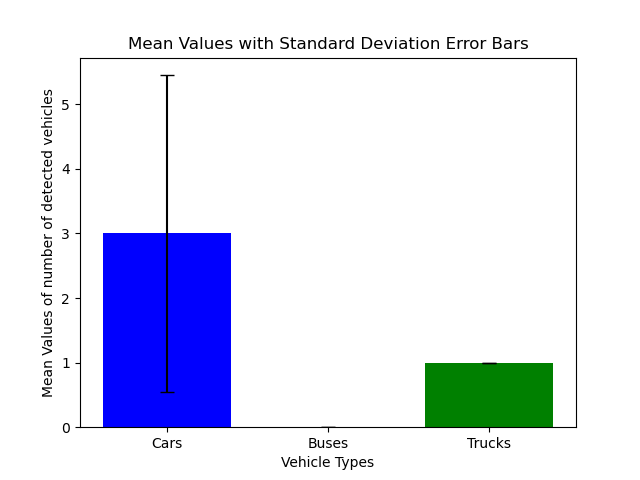 Mean Values with Standard Deviation Error Bars
Mean Values of number of detected vehicles
5
4
3
2
1
0
Cars Buses Trucks
Vehicle Types